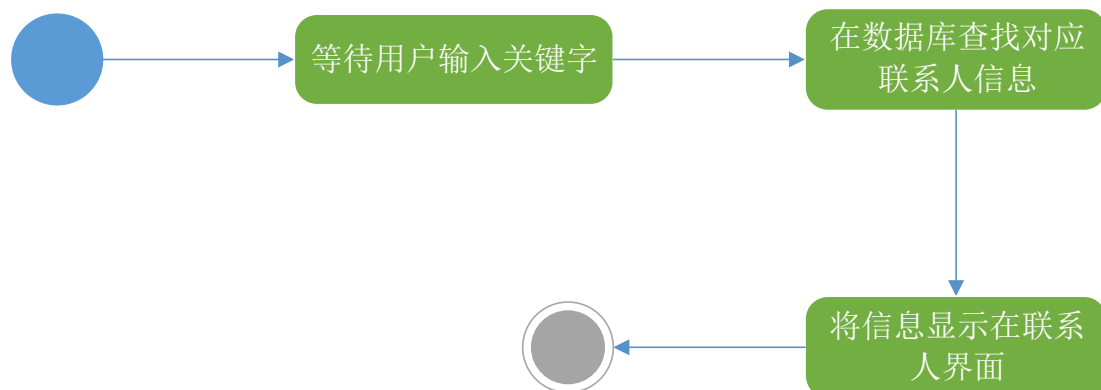 等待用户输入关键字
在数据库查找对应
联系人信息
将信息显示在联系
人界面